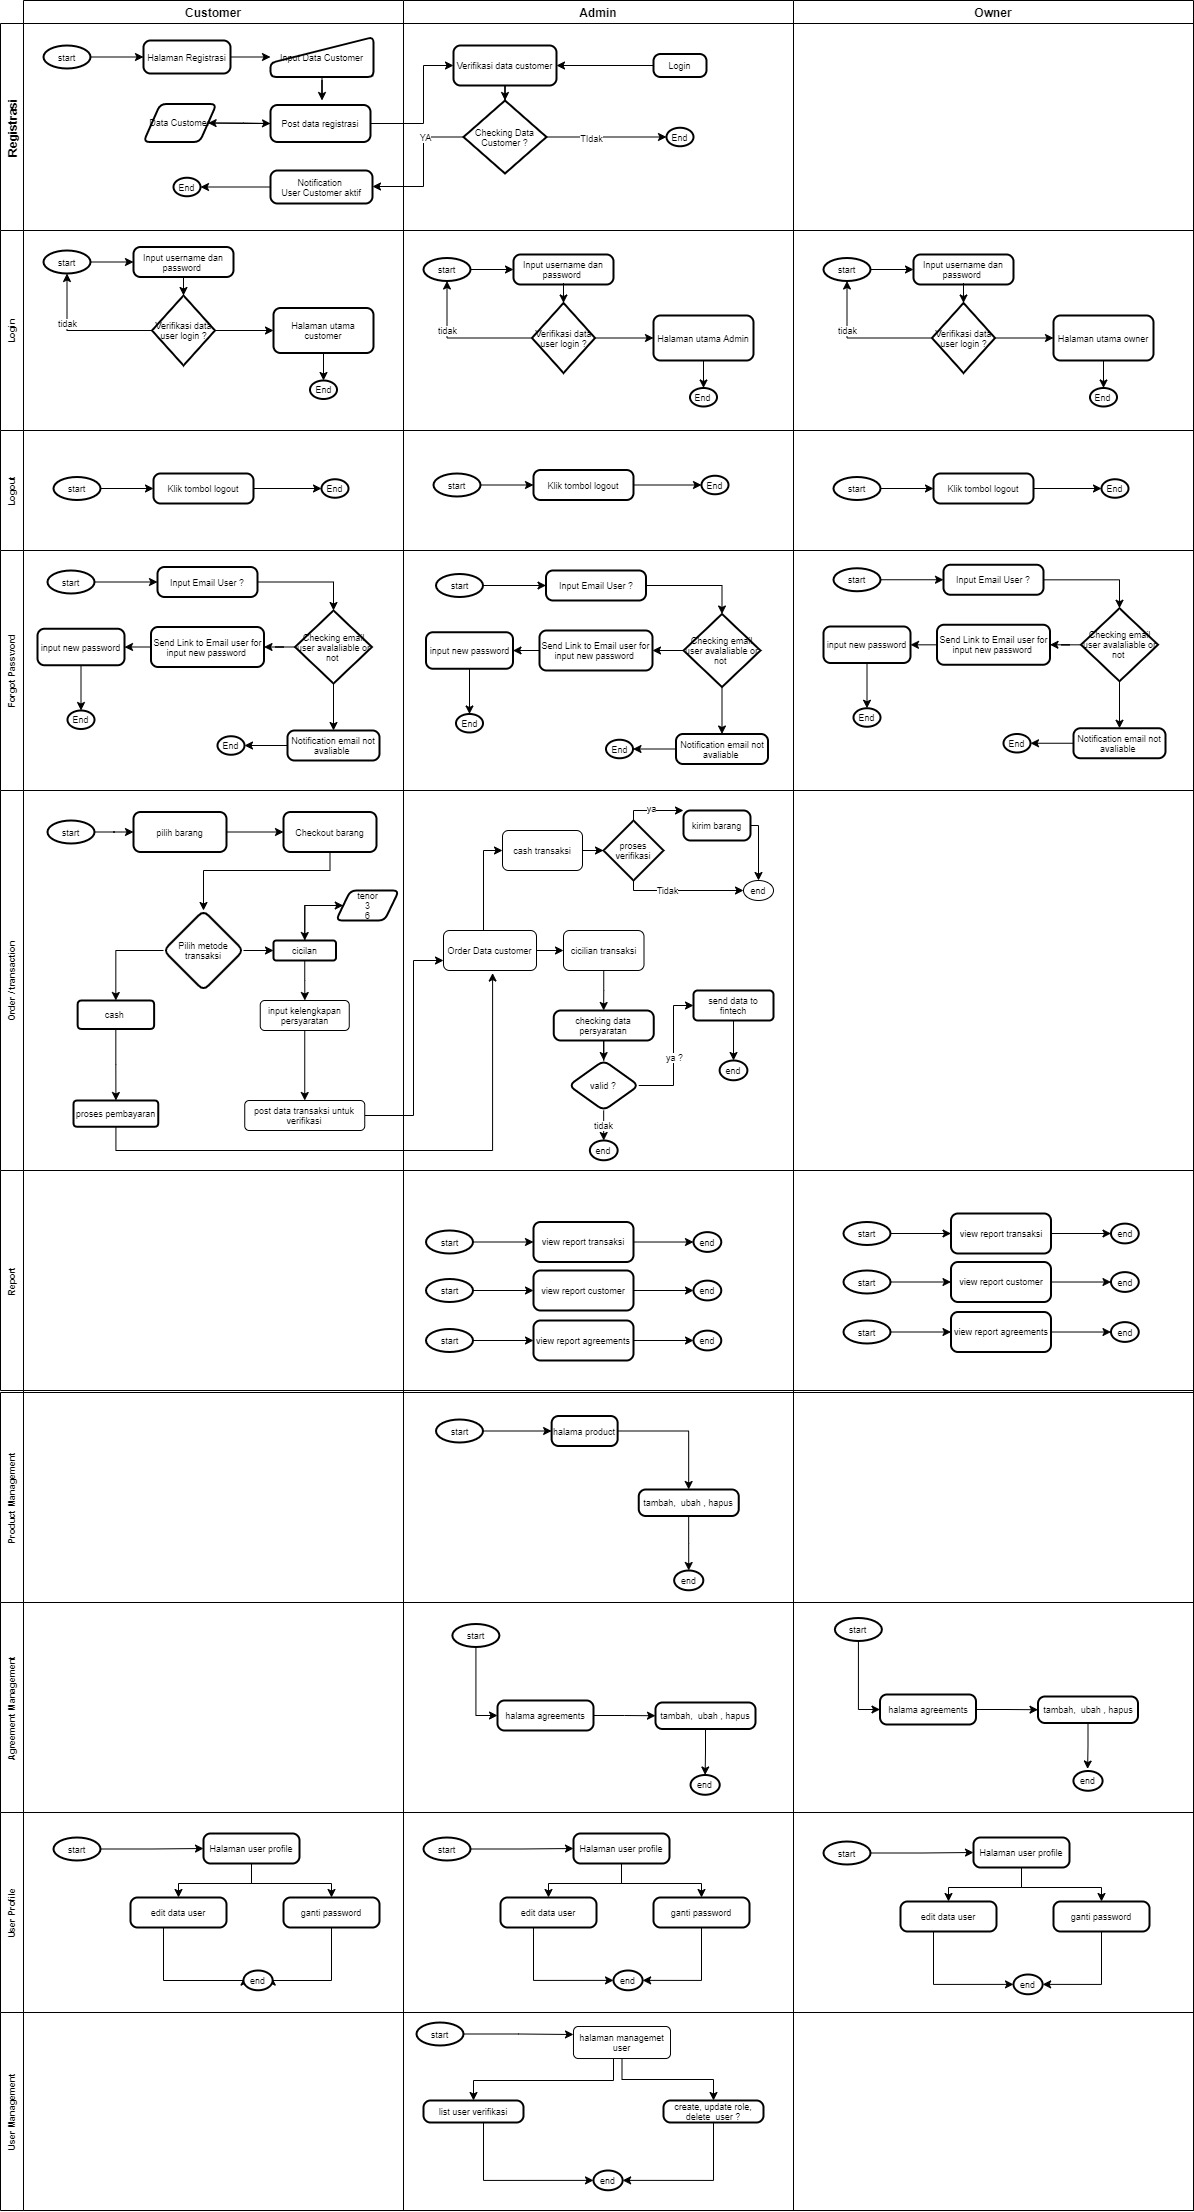 Customer
Admin
Owner
Registrasi
start
Halaman Registrasi
Input Data Customer
Data Customer
Post data registrasi
Notification
User Customer aktif
End
Verifikasi data customer
Login
Checking Data
Customer ?
YA
TIdak
End
Login
start
Input username dan
password
Verifikasi data
user login ?
tidak
Halaman utama
customer
End
start
Input username dan
password
Verifikasi data
user login ?
tidak
Halaman utama Admin
End
start
Input username dan
password
Verifikasi data
user login ?
tidak
Halaman utama owner
End
Logout
start
Klik tombol logout
End
start
Klik tombol logout
End
start
Klik tombol logout
End
Forgot Password
start
Input Email User ?
Checking email
user avalaliable or
not
Send Link to Email user for
input new password
input new password
End
Notification email not
avaliable
End
start
Input Email User ?
Checking email
user avalaliable or
not
Send Link to Email user for
input new password
input new password
End
Notification email not
avaliable
End
start
Input Email User ?
Checking email
user avalaliable or
not
Send Link to Email user for
input new password
input new password
End
Notification email not
avaliable
End
Order / transaction
start
pilih barang
Checkout barang
Pilih metode
transaksi
tenor
3
6
cicilan
cash
input kelengkapan
persyaratan
proses pembayaran
post data transaksi untuk
verifikasi
Order Data customer
cash transaksi
proses
verifikasi
ya
kirim barang
Tidak
end
cicilian transaksi
checking data
persyaratan
valid ?
ya ?
send data to
fintech
end
tidak
end
Report
start
view report transaksi
end
start
view report customer
end
start
view report agreements
end
start
view report transaksi
end
start
view report customer
end
start
view report agreements
end
Product Management
start
halama product
tambah, ubah , hapus
end
Agreement Management
start
halama agreements
tambah, ubah , hapus
end
start
halama agreements
tambah, ubah , hapus
end
User Profile
start
Halaman user profile
edit data user
ganti password
end
start
Halaman user profile
edit data user
ganti password
end
start
Halaman user profile
edit data user
ganti password
end
User Management
start
halaman managemet
user
list user verifikasi
create, update role,
delete user ?
end